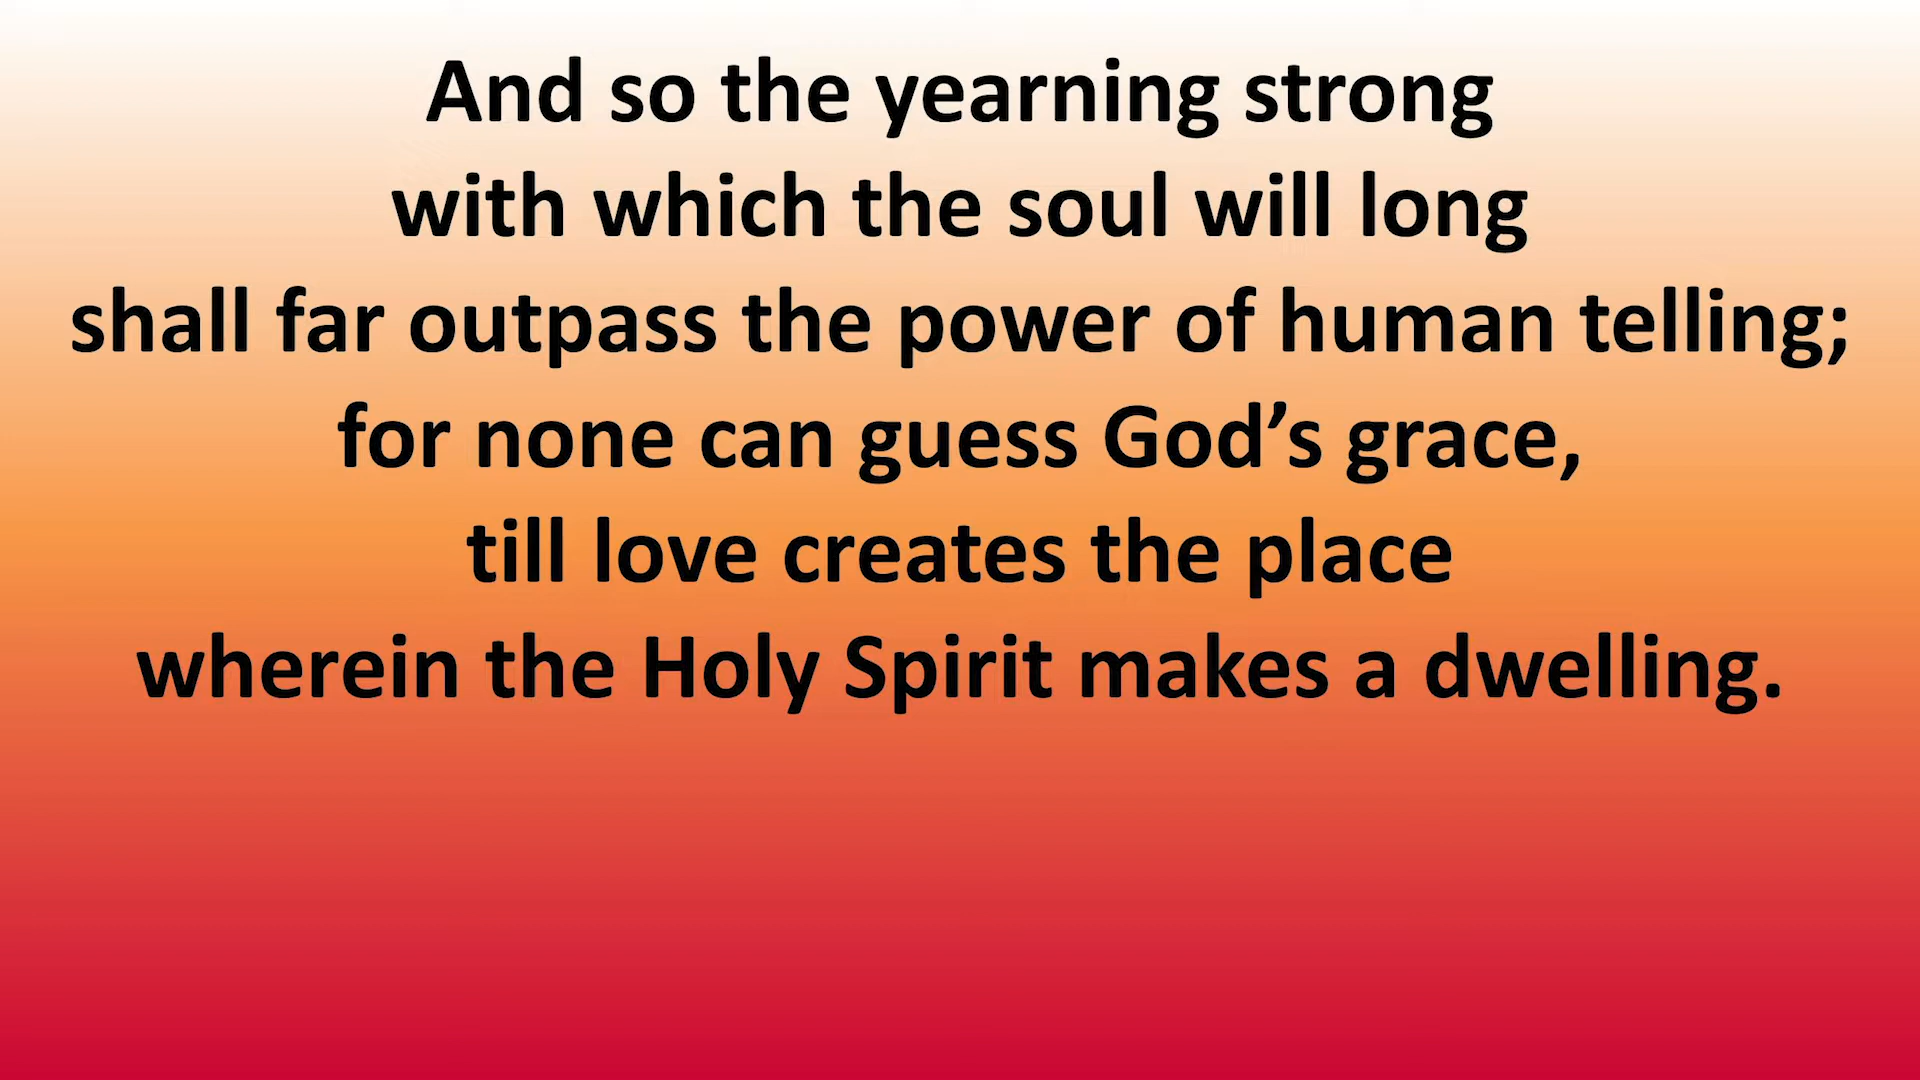 And so the yearning strong
with which the soul will long
shall far outpass the power of human telling;
for none can guess God’s grace,
till love creates the place
wherein the Holy Spirit makes a dwelling.